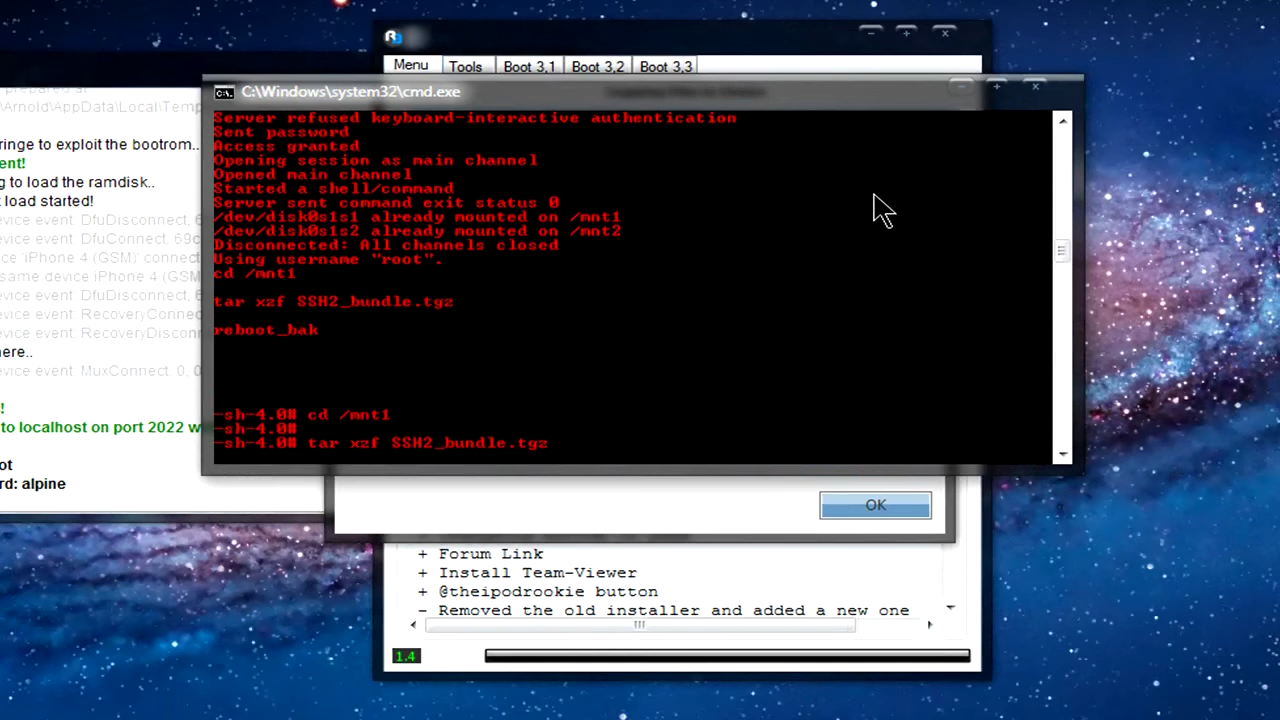 Menu
Tools
Boot 3,1
Boot 3,2
Boot 3,3
C:\Windows\system32\cmd.exe
Server refused keyboard-interactive authentication
Sent password
Access granted
Opening session as main channel
Opened main channel
Started a shell/command
Server sent command exit status 0
/dev/disk0s1s1 already mounted on /mnt1
/dev/disk0s1s2 already mounted on /mnt2
Disconnected: All channels closed
Using username "root".
cd /mnt1
tar xzf SSH2_bundle.tgz
reboot_bak
-sh-4.0# cd /mnt1
-sh-4.0#
-sh-4.0# tar xzf SSH2_bundle.tgz
\Arnold\AppData\Local\Temp
ringe to exploit the bootrom..
ent!
g to load the ramdisk..
t load started!
evice event: DfuDisconnect,
evice event: DfuConnect, 69c
ce 'iPhone 4 (GSM)' connect
same device iPhone 4 (GSM
evice event: DfuDisconnect, 6
evice event: RecoveryConne
evice event: RecoveryDisconn
here..
evice event: MuxConnect, 0, 0
!
to localhost on port 2022 w
ot
rd: alpine
OK
+ Forum Link
+ Install Team-Viewer
+ @theipodrookie button
- Removed the old installer and added a new one
1.4